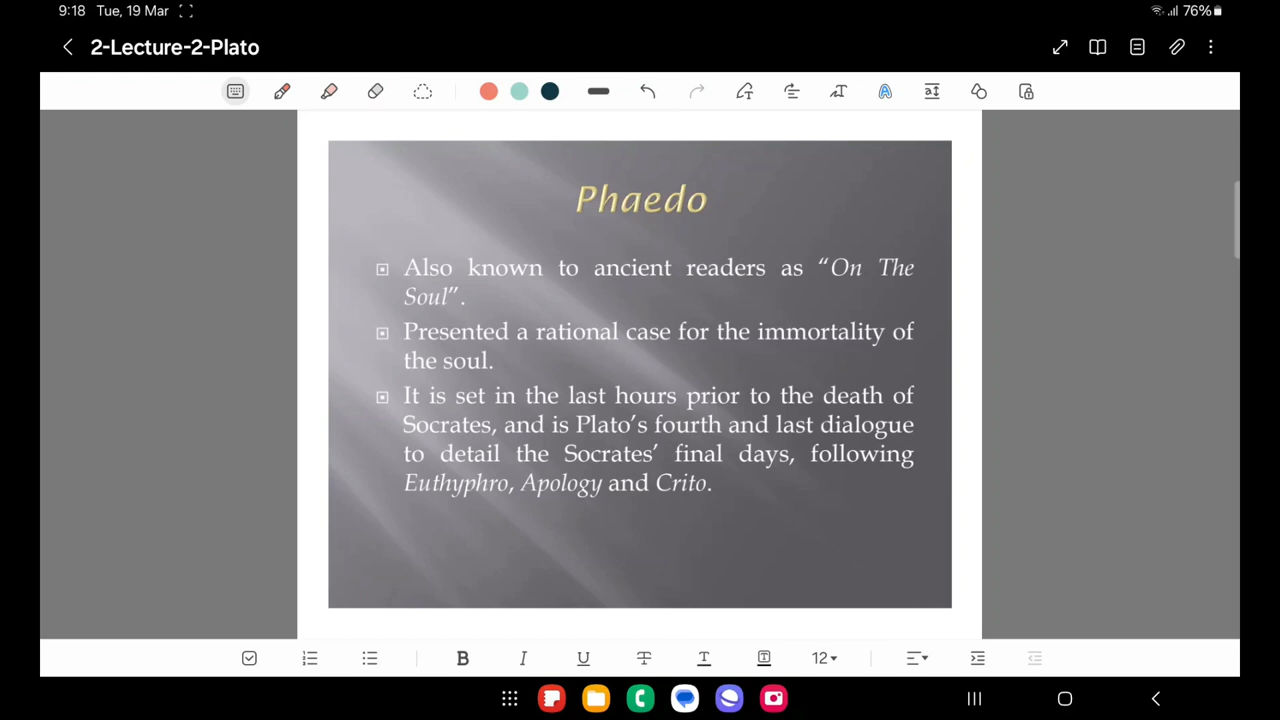 9:18 Tue, 19 Mar
76%
2-Lecture-2-Plato
Phaedo
Also known to ancient readers as “On The
Soul”.
Presented a rational case for the immortality of
the soul.
It is set in the last hours prior to the death of
Socrates, and is Plato’s fourth and last dialogue
to detail the Socrates’ final days, following
Euthyphro, Apology and Crito.
B I U T T T 12